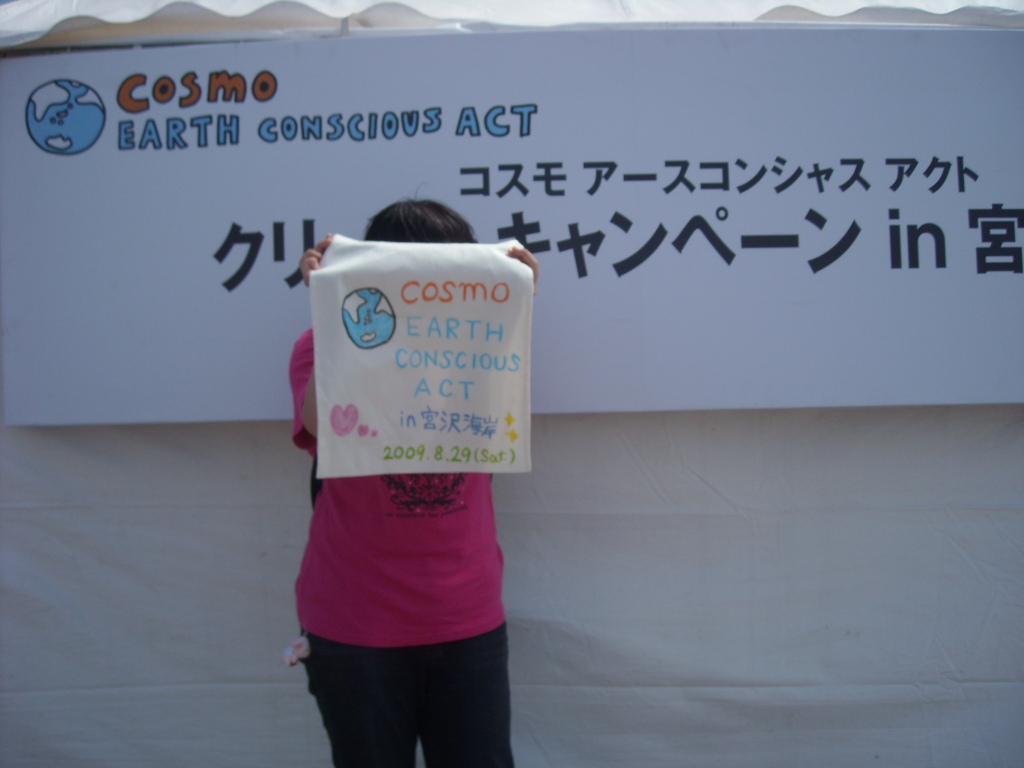 COSMO
EARTH CONSCIOUS ACT
コスモ アースコンシャス アクト
クリ キャンペーン in 宮
COSMO
EARTH
CONSCIOUS
ACT
in 宮沢海岸
2009.8.29(Sat.)